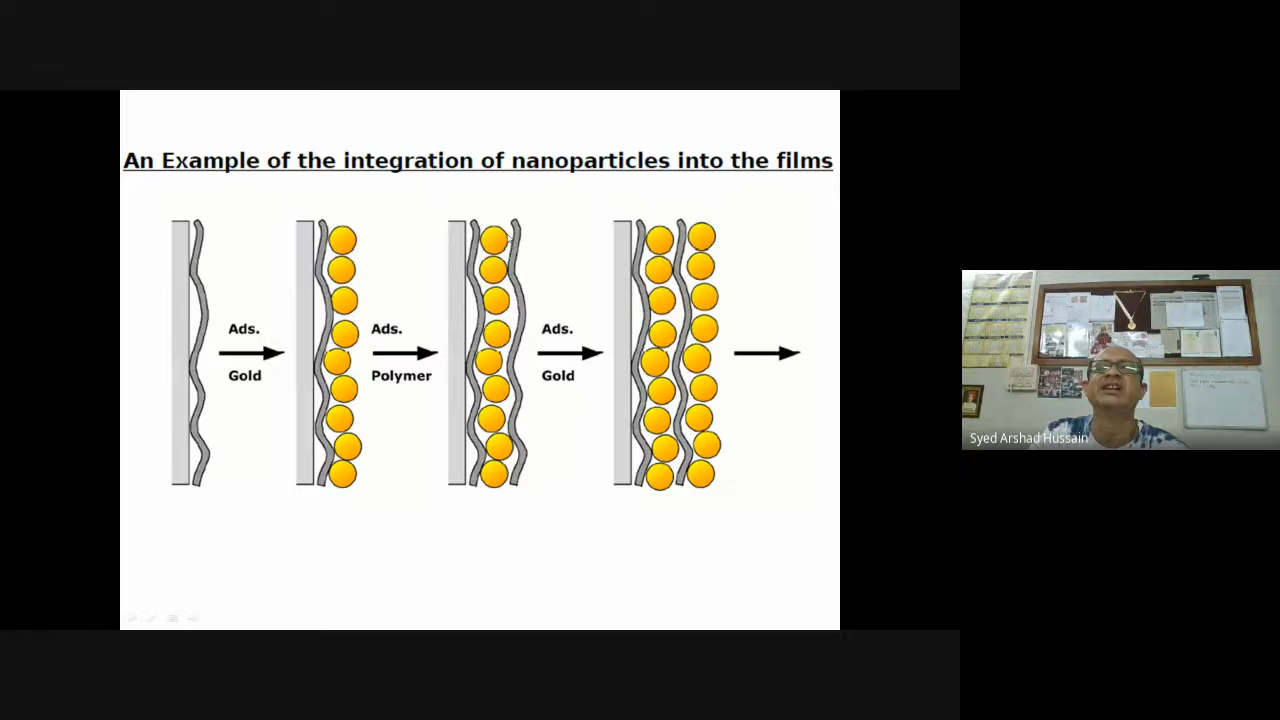 An Example of the integration of nanoparticles into the films
Ads.
Gold
Ads.
Polymer
Ads.
Gold
Syed Arshad Hussain